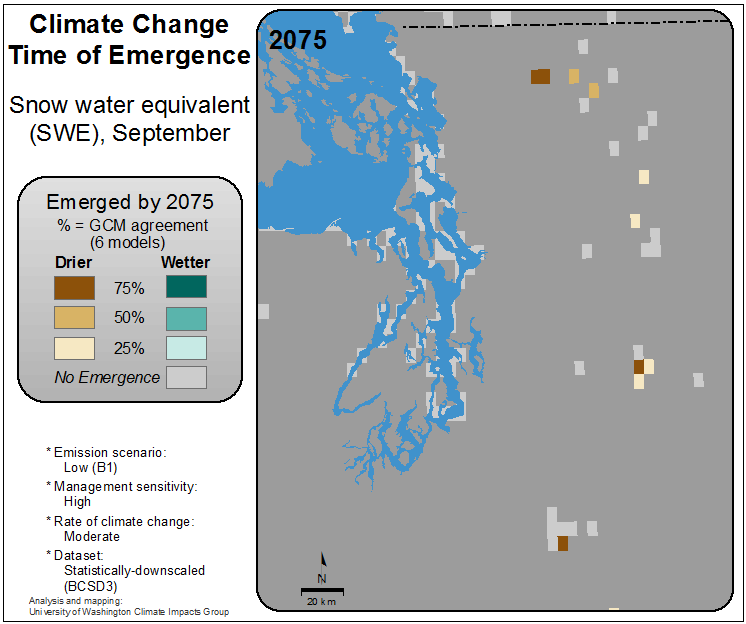 Climate Change
Time of Emergence
Snow water equivalent
(SWE), September
Emerged by 2075
% = GCM agreement
(6 models)
Drier Wetter
75%
50%
25%
No Emergence
* Emission scenario:
Low (B1)
* Management sensitivity:
High
* Rate of climate change:
Moderate
* Dataset:
Statistically-downscaled
(BCSD3)
Analysis and mapping:
University of Washington Climate Impacts Group
2075
N
20 km